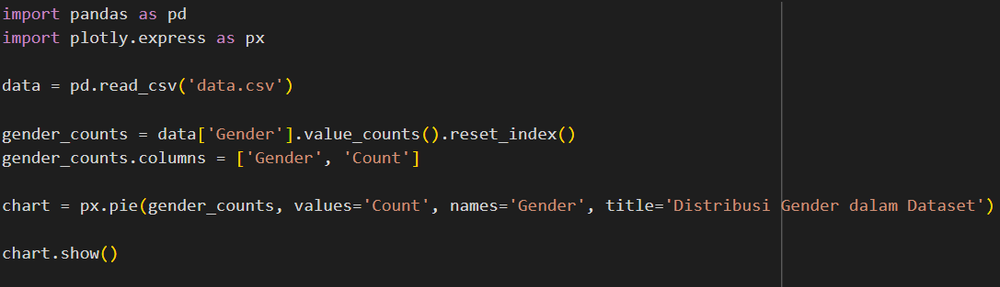 import pandas as pd
import plotly.express as px
data = pd.read_csv('data.csv')
gender_counts = data['Gender'].value_counts().reset_index()
gender_counts.columns = ['Gender', 'Count']
chart = px.pie(gender_counts, values='Count', names='Gender', title='Distribusi Gender dalam Dataset')
chart.show()